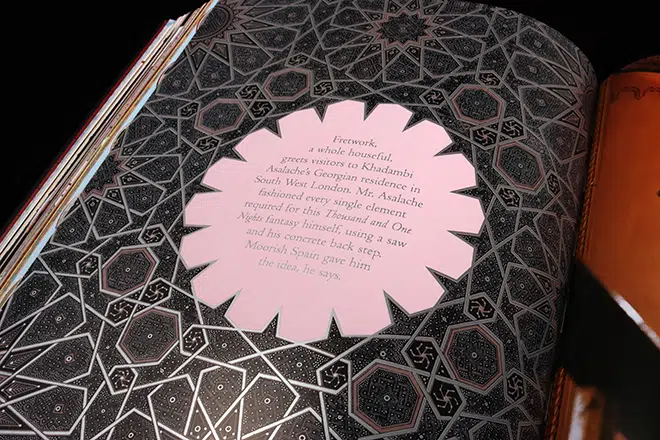 Fretwork,
a whole houseful,
greets visitors to Khadambi
Asalache's Georgian residence in
South West London. Mr. Asalache
fashioned every single element
required for this Thousand and One
Nights fantasy himself, using a saw
and his concrete back step.
Moorish Spain gave him
the idea, he says.